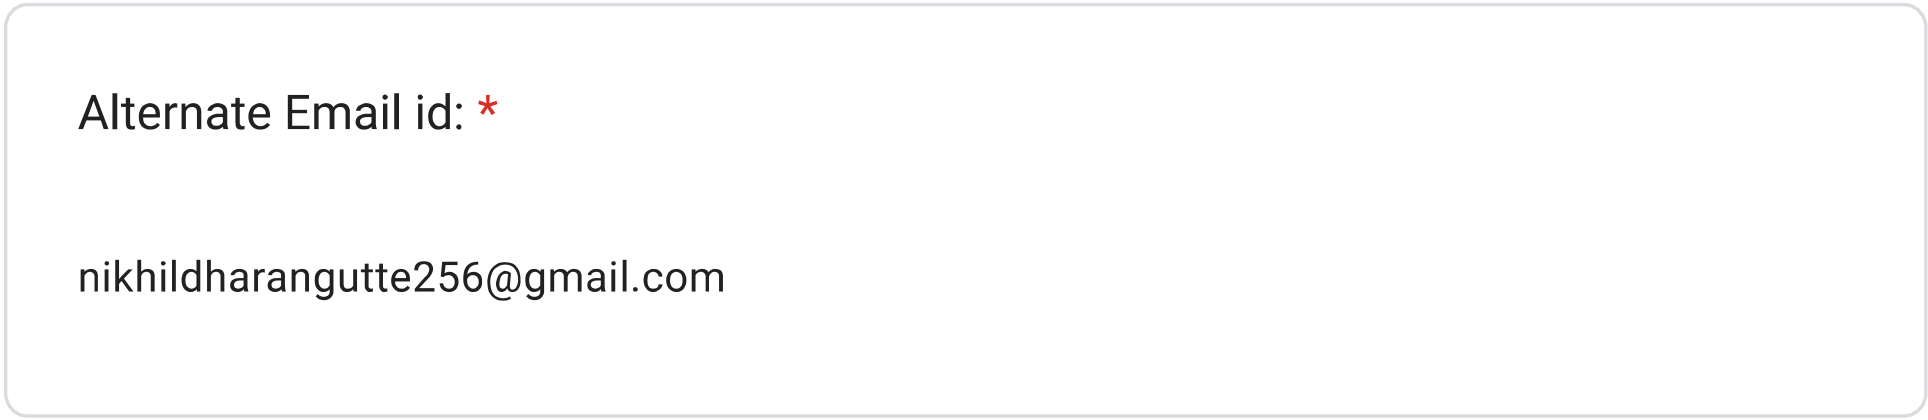 Alternate Email id: *
nikhildharangutte256@gmail.com